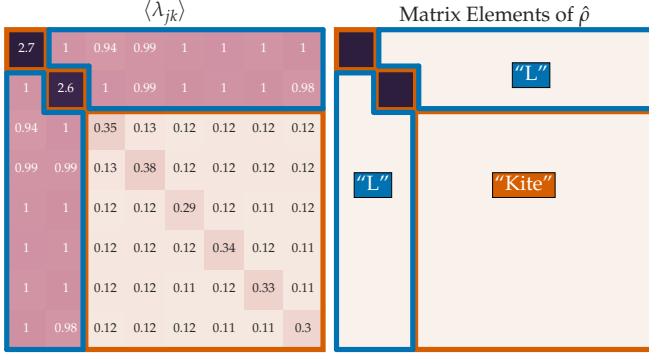 ⟨λjk⟩ Matrix Elements of ρ̂
2.7 1 0.94 0.99 1 1 1 1
1 2.6 1 0.99 1 1 1 0.98
"L"
0.94 1 0.35 0.13 0.12 0.12 0.12 0.12
0.99 0.99 0.13 0.38 0.12 0.12 0.12 0.12
"L" "Kite"
1 1 0.12 0.12 0.29 0.12 0.11 0.12
1 1 0.12 0.12 0.12 0.34 0.12 0.11
1 1 0.12 0.12 0.11 0.12 0.33 0.11
1 0.98 0.12 0.12 0.12 0.11 0.11 0.3